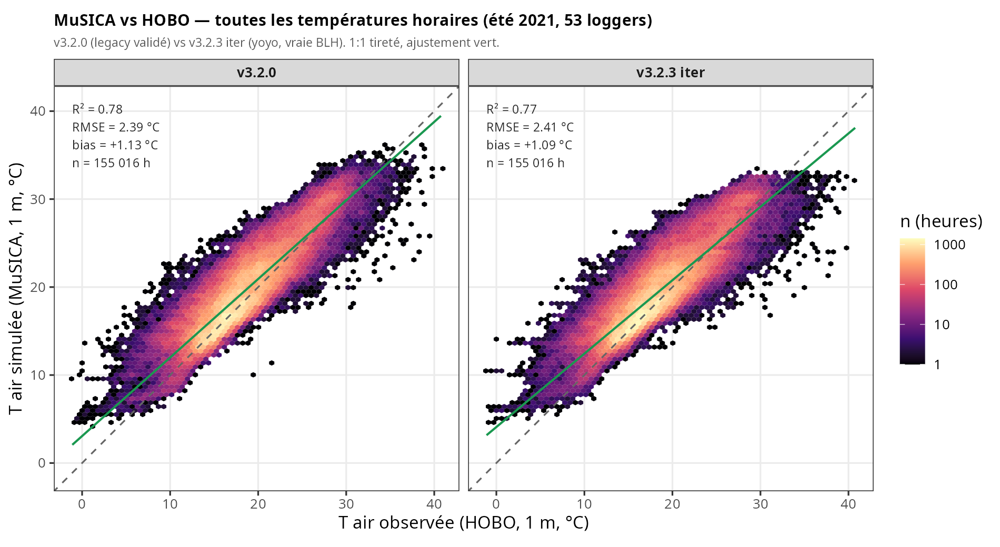 MuSICA vs HOBO — toutes les températures horaires (été 2021, 53 loggers)
v3.2.0 (legacy validé) vs v3.2.3 iter (yoyo, vraie BLH). 1:1 tireté, ajustement vert.
v3.2.0
R² = 0.78
RMSE = 2.39 °C
bias = +1.13 °C
n = 155 016 h
v3.2.3 iter
R² = 0.77
RMSE = 2.41 °C
bias = +1.09 °C
n = 155 016 h
T air simulée (MuSICA, 1 m, °C)
40
30
20
10
0
0 10 20 30 40
0 10 20 30 40
T air observée (HOBO, 1 m, °C)
n (heures)
1000
100
10
1